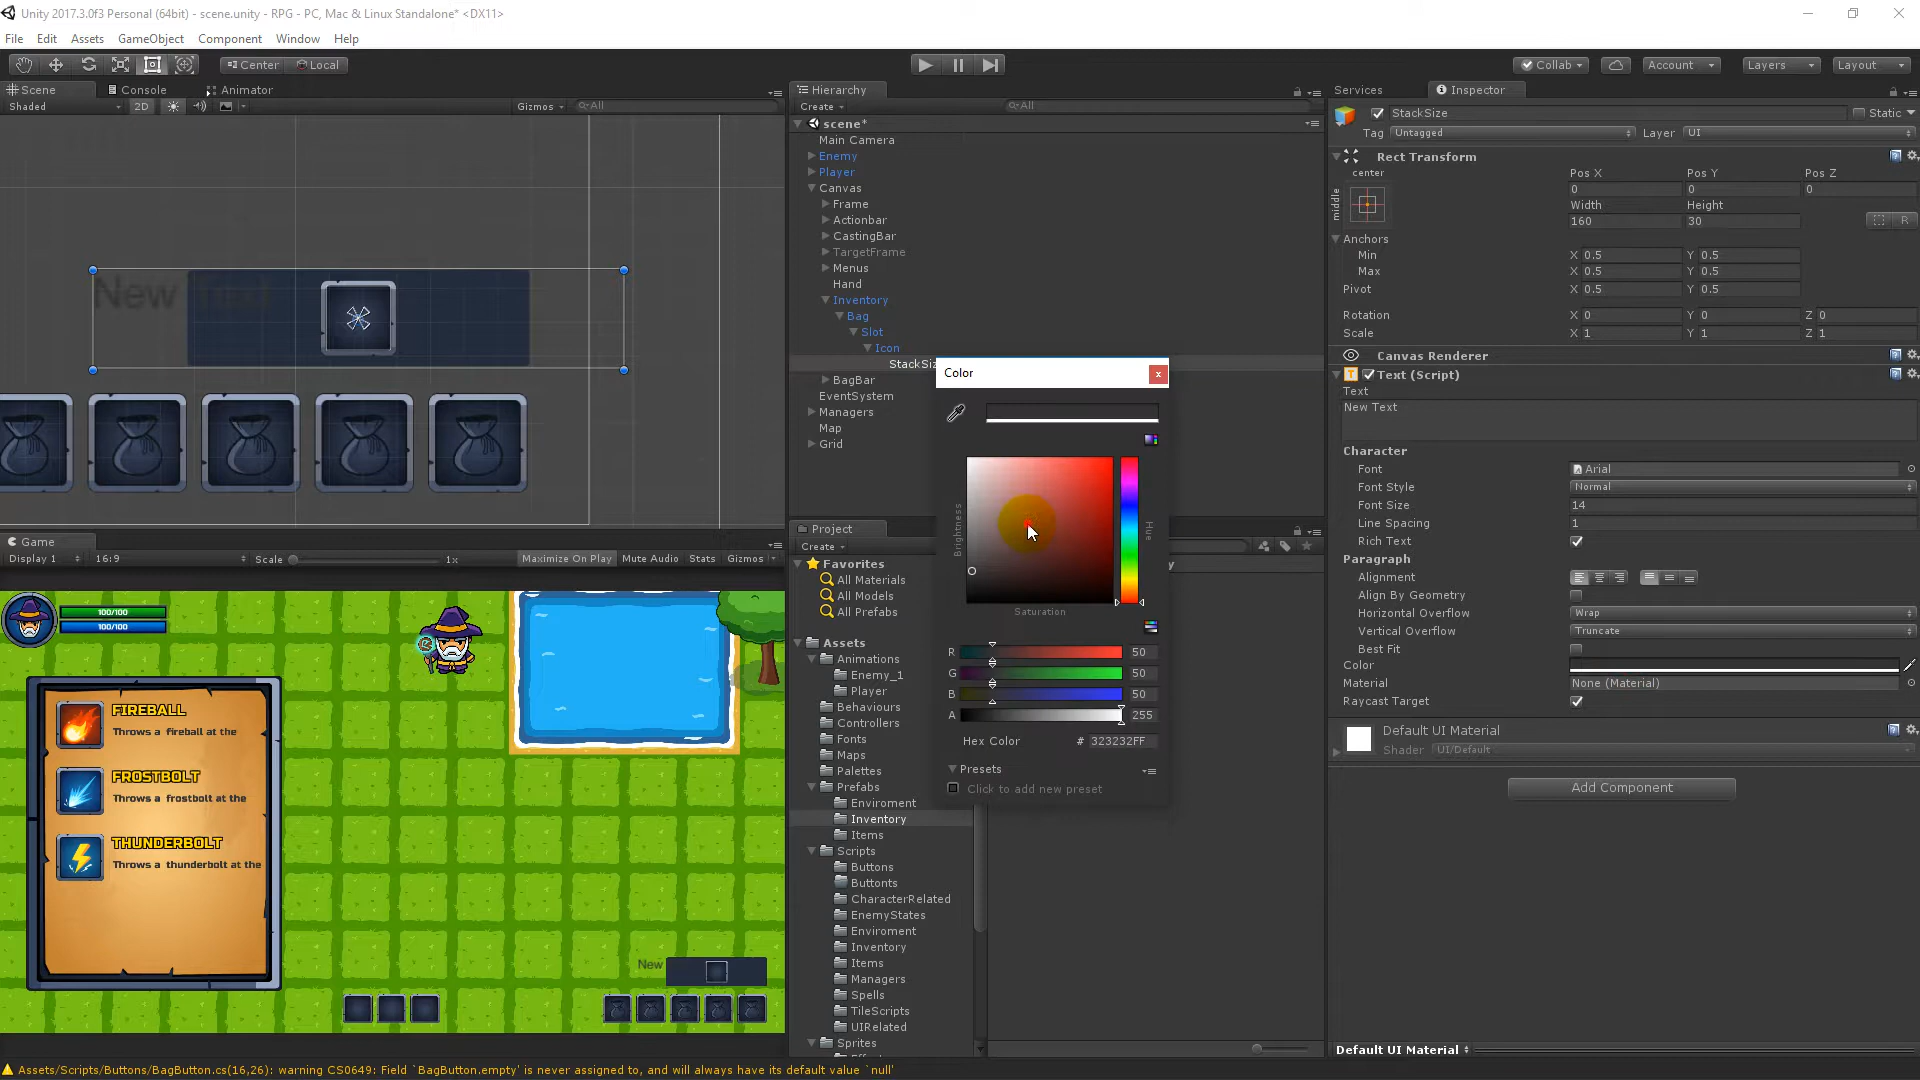 Unity 2017.3.0f3 Personal (64bit) - scene.unity - RPG - PC, Mac & Linux Standalone* <DX11>
File Edit Assets GameObject Component Window Help
Center Local
Collab Account Layers Layout
Scene Console Animator
Shaded 2D Gizmos All
New Text
Game
Display 1 16:9 Scale 1x Maximize On Play Mute Audio Stats Gizmos
100/100
100/100
FIREBALL
Throws a fireball at the
FROSTBOLT
Throws a frostbolt at the
THUNDERBOLT
Throws a thunderbolt at the
New
Hierarchy
Create All
scene*
Main Camera
Enemy
Player
Canvas
Frame
Actionbar
CastingBar
TargetFrame
Menus
Hand
Inventory
Bag
Slot
Icon
BagBar
EventSystem
Managers
Map
Grid
Project
Create
Favorites
All Materials
All Models
All Prefabs
Assets
Animations
Enemy_1
Player
Behaviours
Controllers
Fonts
Maps
Palettes
Prefabs
Enviroment
Inventory
Items
Scripts
Buttons
Buttonts
CharacterRelated
EnemyStates
Enviroment
Inventory
Items
Managers
Spells
TileScripts
UIRelated
Sprites
Color
Brightness
Hue
Saturation
R 50
G 50
B 50
A 255
Hex Color # 323232FF
Presets
Click to add new preset
Services Inspector
StackSize Static
Tag Untagged Layer UI
Rect Transform
center
middle
Pos X Pos Y Pos Z
0 0 0
Width Height
160 30 R
Anchors
Min X 0.5 Y 0.5
Max X 0.5 Y 0.5
Pivot X 0.5 Y 0.5
Rotation X 0 Y 0 Z 0
Scale X 1 Y 1 Z 1
Canvas Renderer
Text (Script)
Text
New Text
Character
Font Arial
Font Style Normal
Font Size 14
Line Spacing 1
Rich Text
Paragraph
Alignment
Align By Geometry
Horizontal Overflow Wrap
Vertical Overflow Truncate
Best Fit
Color
Material None (Material)
Raycast Target
Default UI Material
Shader UI/Default
Add Component
Default UI Material
Assets/Scripts/Buttons/BagButton.cs(16,26): warning CS0649: Field `BagButton.empty' is never assigned to, and will always have its default value `null'